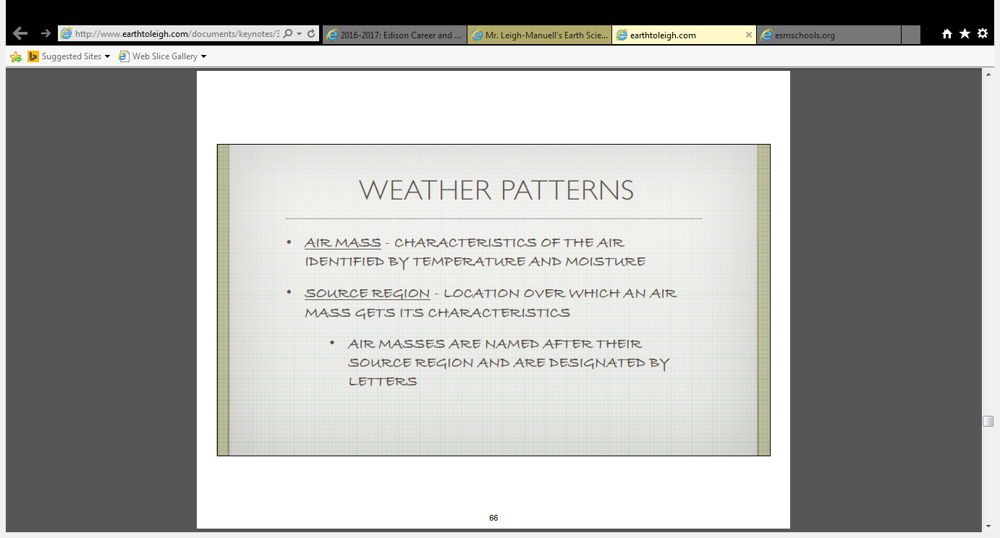 http://www.earthtoleigh.com/documents/keynotes/3
2016-2017: Edison Career and ...
Mr. Leigh-Manuell's Earth Scie...
earthtoleigh.com
esmschools.org
Suggested Sites
Web Slice Gallery
WEATHER PATTERNS
• AIR MASS - CHARACTERISTICS OF THE AIR
IDENTIFIED BY TEMPERATURE AND MOISTURE
• SOURCE REGION - LOCATION OVER WHICH AN AIR
MASS GETS ITS CHARACTERISTICS
• AIR MASSES ARE NAMED AFTER THEIR
SOURCE REGION AND ARE DESIGNATED BY
LETTERS
66